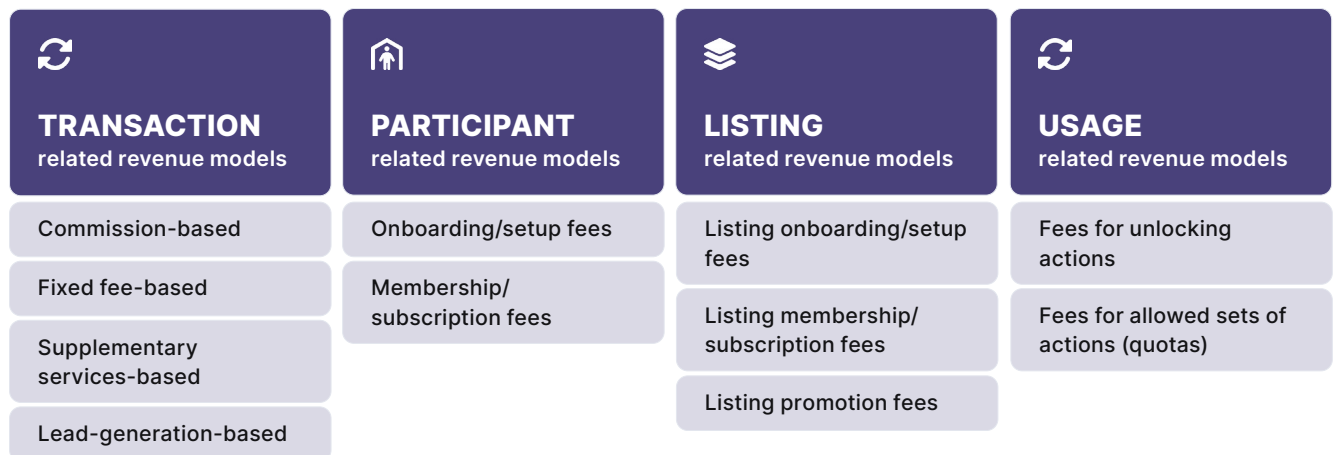 TRANSACTION
related revenue models
Commission-based
Fixed fee-based
Supplementary
services-based
Lead-generation-based
PARTICIPANT
related revenue models
Onboarding/setup fees
Membership/
subscription fees
LISTING
related revenue models
Listing onboarding/setup
fees
Listing membership/
subscription fees
Listing promotion fees
USAGE
related revenue models
Fees for unlocking
actions
Fees for allowed sets of
actions (quotas)